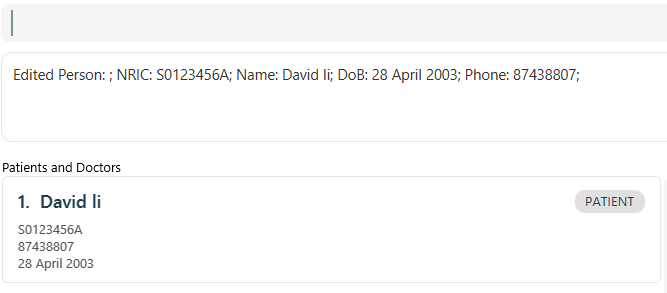 Edited Person: ; NRIC: S0123456A; Name: David li; DoB: 28 April 2003; Phone: 87438807;
Patients and Doctors
1. David li
PATIENT
S0123456A
87438807
28 April 2003